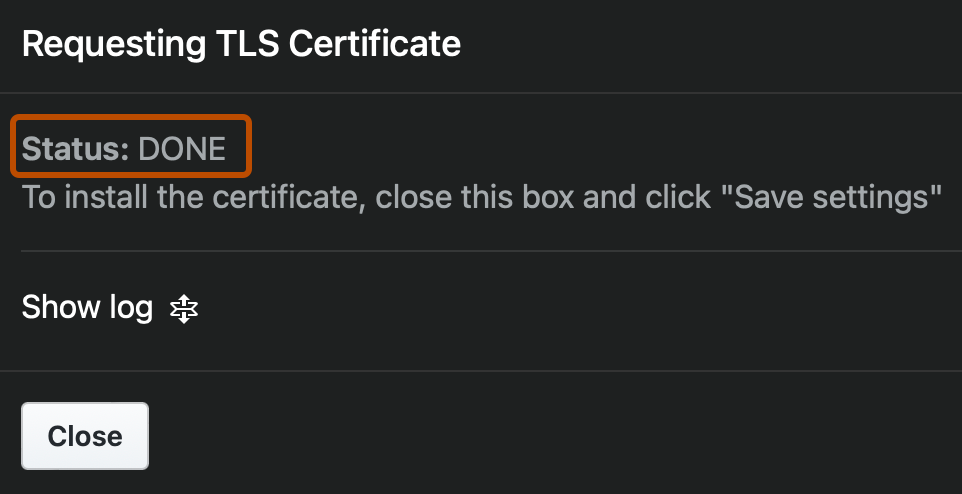 Requesting TLS Certificate
Status: DONE
To install the certificate, close this box and click "Save settings"
Show log
Close